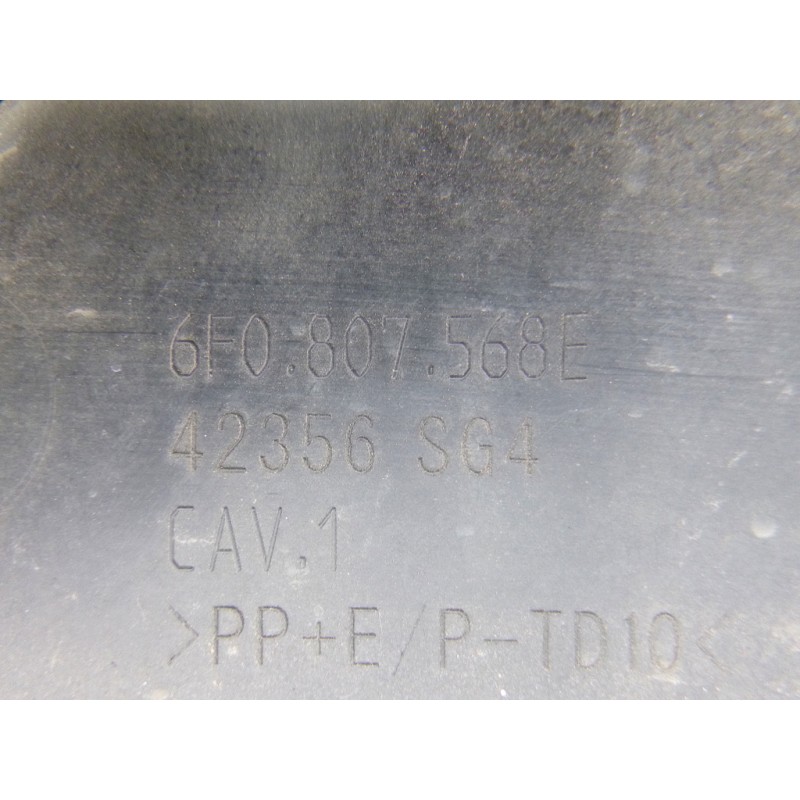 6F0.807.568E
42356 SG4
CAV.1
>PP+E/P-TD10<